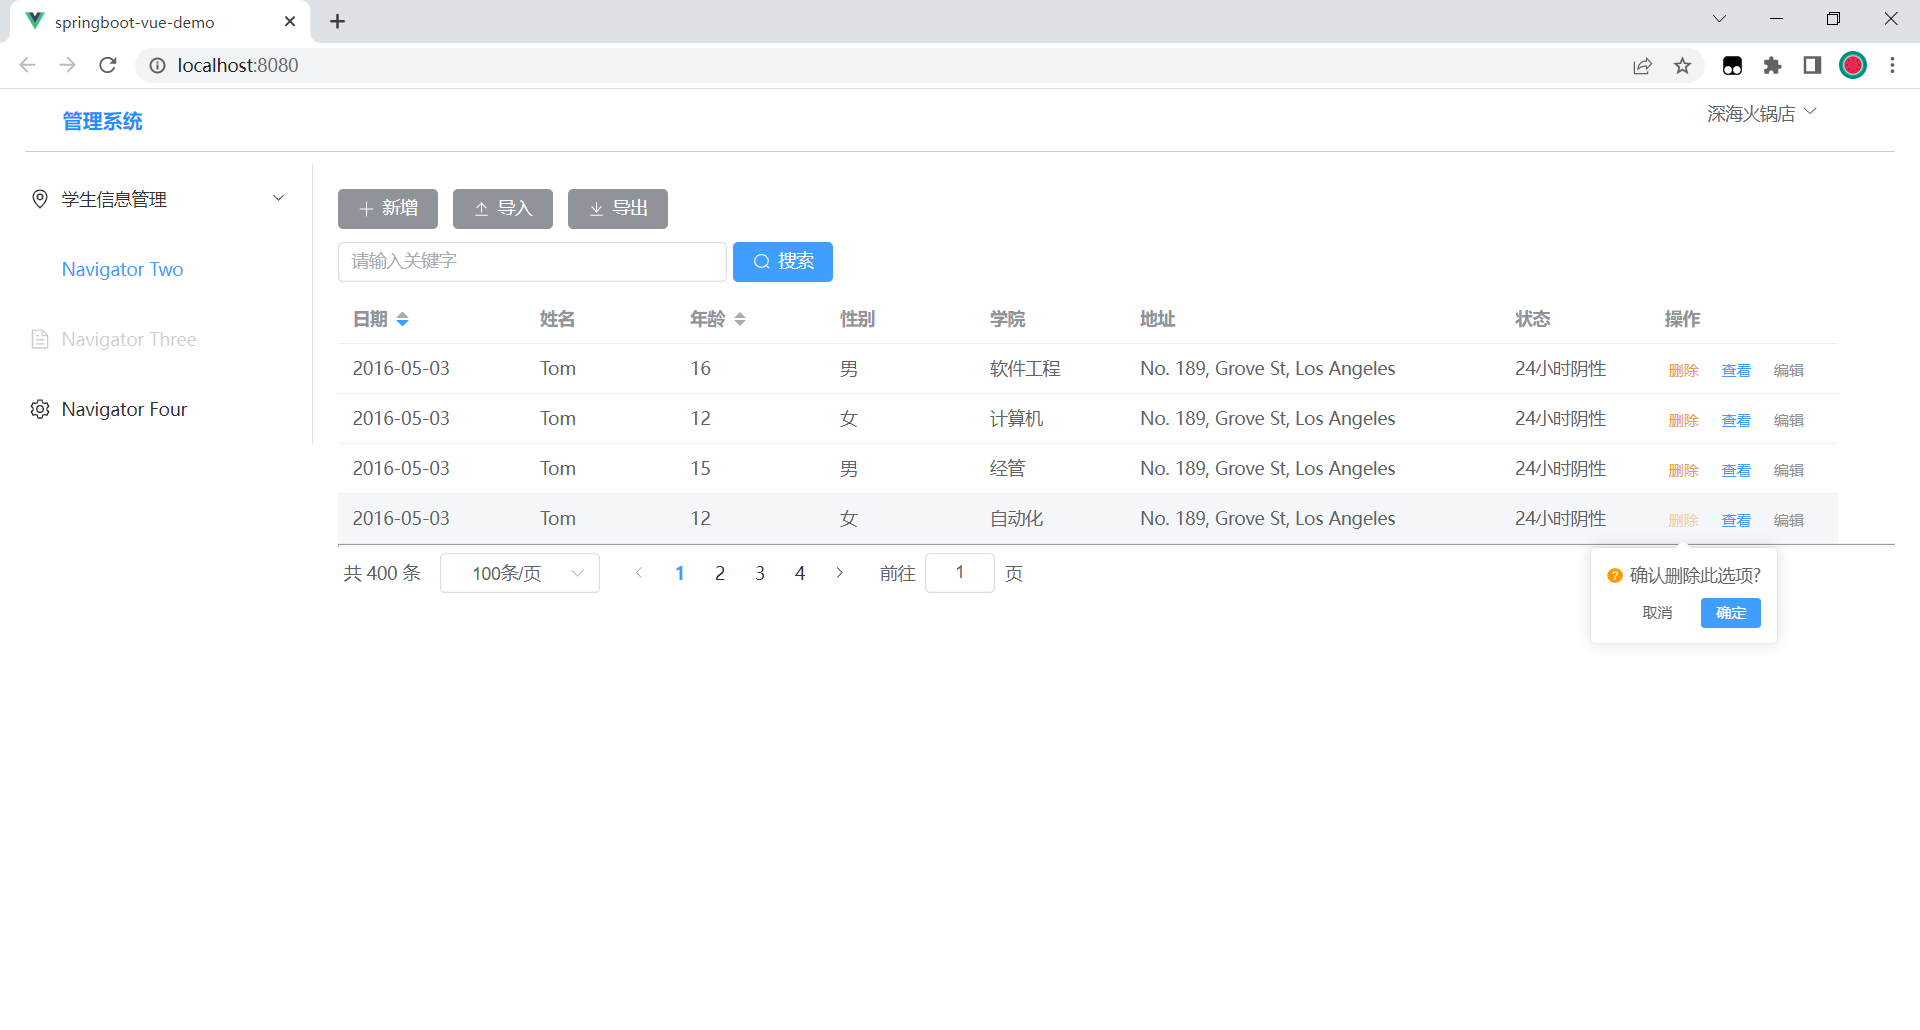 springboot-vue-demo
localhost:8080
管理系统
深海火锅店
学生信息管理
Navigator Two
Navigator Three
Navigator Four
新增 导入 导出
请输入关键字 搜索
日期 姓名 年龄 性别 学院 地址 状态 操作
2016-05-03 Tom 16 男 软件工程 No. 189, Grove St, Los Angeles 24小时阴性 删除 查看 编辑
2016-05-03 Tom 12 女 计算机 No. 189, Grove St, Los Angeles 24小时阴性 删除 查看 编辑
2016-05-03 Tom 15 男 经管 No. 189, Grove St, Los Angeles 24小时阴性 删除 查看 编辑
2016-05-03 Tom 12 女 自动化 No. 189, Grove St, Los Angeles 24小时阴性 删除 查看 编辑
共 400 条 100条/页 1 2 3 4 前往 1 页
确认删除此选项?
取消 确定